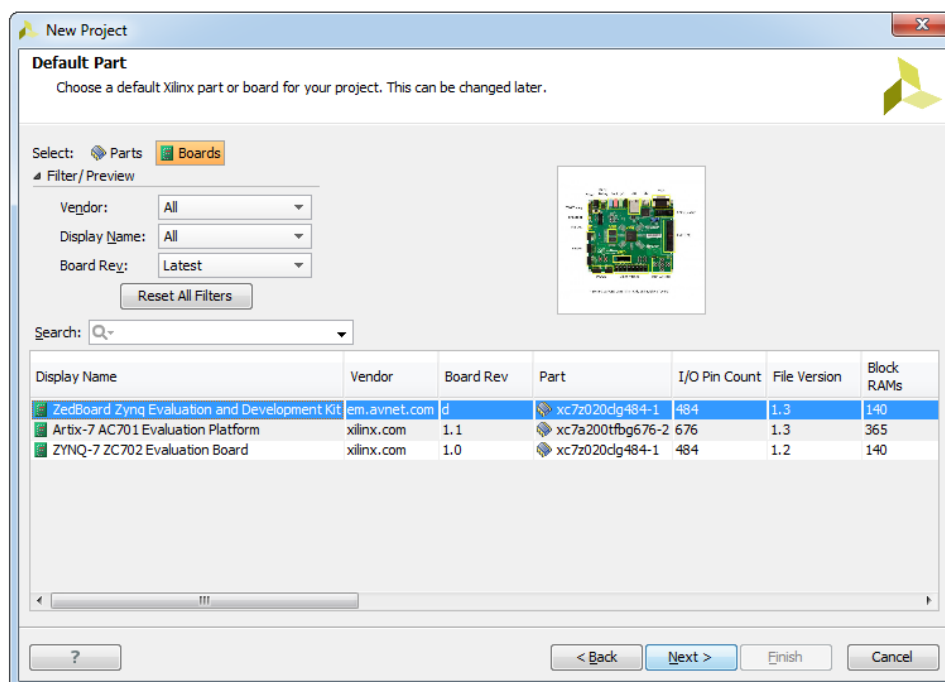 New Project
Default Part
Choose a default Xilinx part or board for your project. This can be changed later.
Select: Parts Boards
Filter/Preview
Vendor: All
Display Name: All
Board Rev: Latest
Reset All Filters
Search:
Display Name Vendor Board Rev Part I/O Pin Count File Version Block RAMs
ZedBoard Zynq Evaluation and Development Kit em.avnet.com d xc7z020clg484-1 484 1.3 140
Artix-7 AC701 Evaluation Platform xilinx.com 1.1 xc7a200tfbg676-2 676 1.3 365
ZYNQ-7 ZC702 Evaluation Board xilinx.com 1.0 xc7z020clg484-1 484 1.2 140
? < Back Next > Finish Cancel